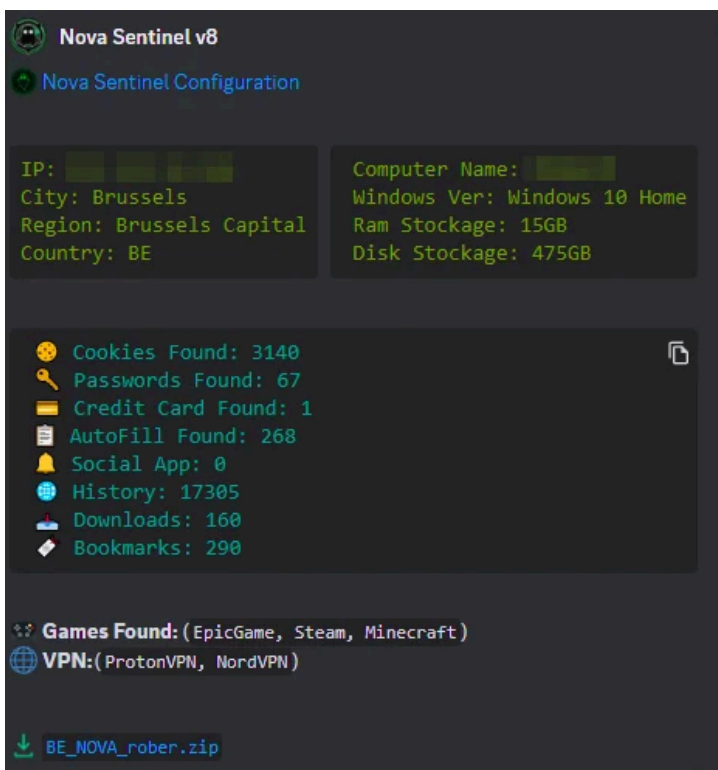 Nova Sentinel v8
Nova Sentinel Configuration
IP:
City: Brussels
Region: Brussels Capital
Country: BE
Computer Name:
Windows Ver: Windows 10 Home
Ram Stockage: 15GB
Disk Stockage: 475GB
Cookies Found: 3140
Passwords Found: 67
Credit Card Found: 1
AutoFill Found: 268
Social App: 0
History: 17305
Downloads: 160
Bookmarks: 290
Games Found:(EpicGame, Steam, Minecraft)
VPN:(ProtonVPN, NordVPN)
BE_NOVA_rober.zip